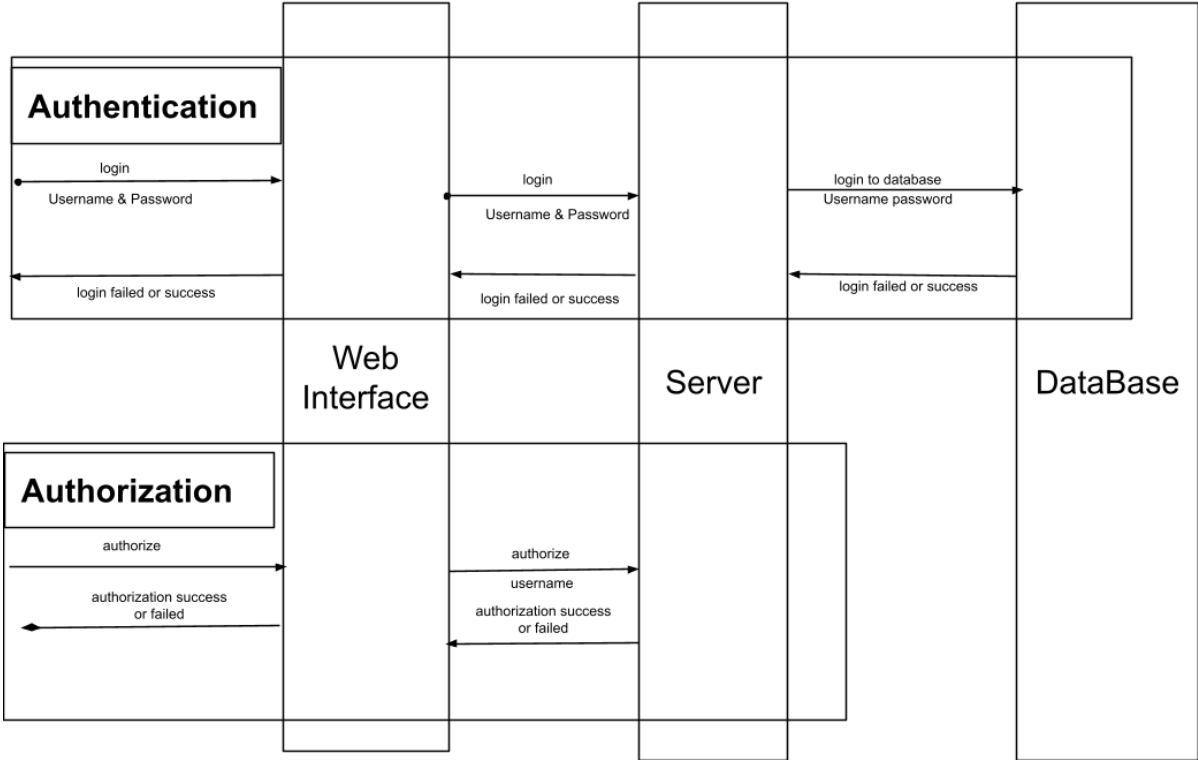 Authentication
login
Username & Password
login failed or success
login
Username & Password
login failed or success
login to database
Username password
login failed or success
Web
Interface
Server
DataBase
Authorization
authorize
authorization success
or failed
authorize
username
authorization success
or failed